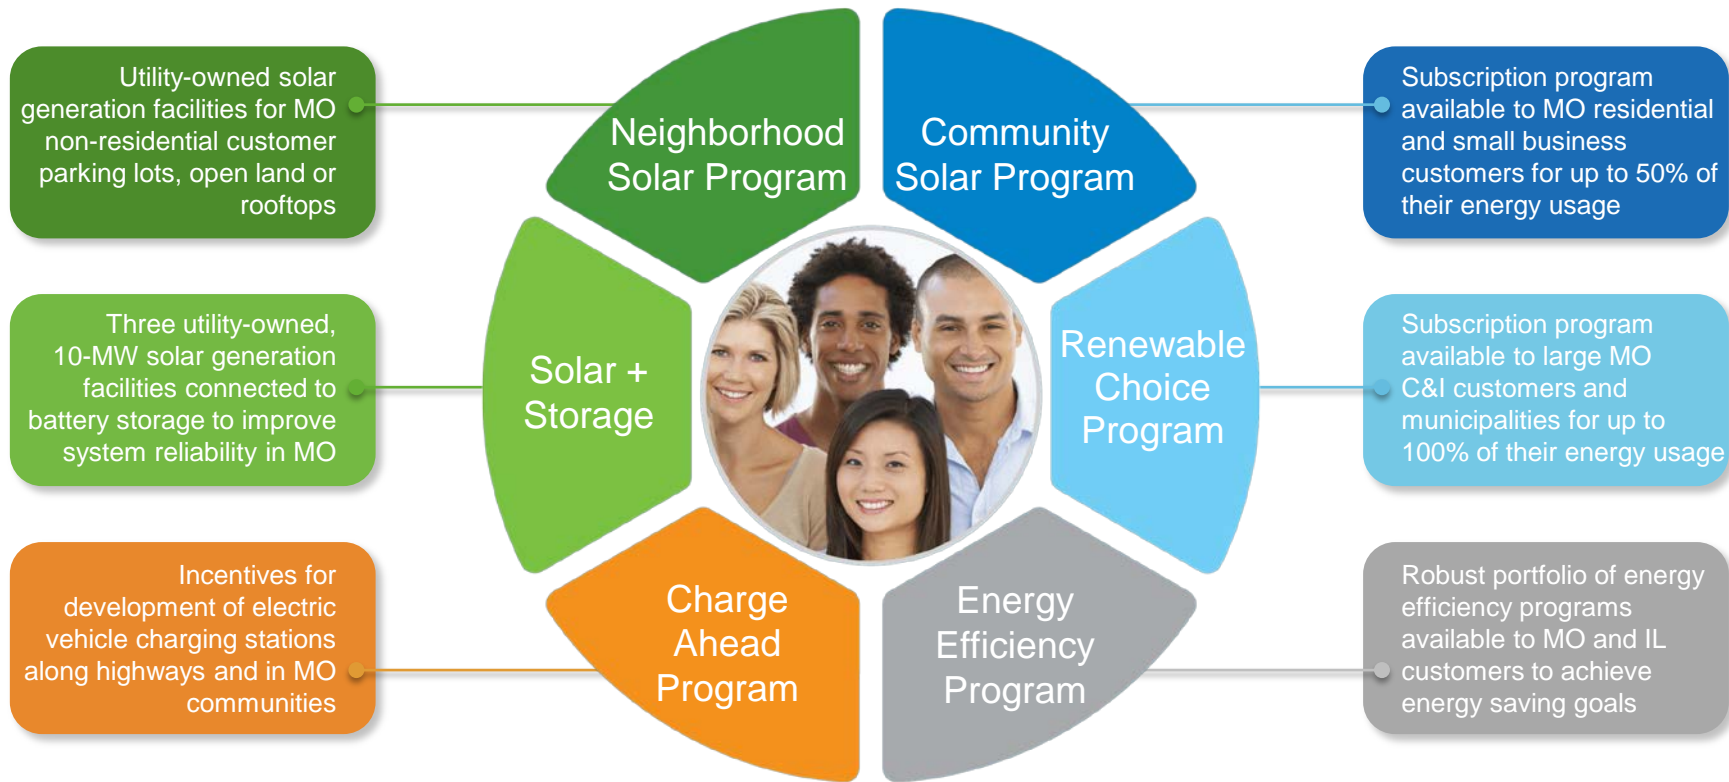 Utility-owned solar
generation facilities for MO
non-residential customer
parking lots, open land or
rooftops
Three utility-owned,
10-MW solar generation
facilities connected to
battery storage to improve
system reliability in MO
Incentives for
development of electric
vehicle charging stations
along highways and in MO
communities
Neighborhood
Solar Program
Community
Solar Program
Solar +
Storage
Renewable
Choice
Program
Charge
Ahead
Program
Energy
Efficiency
Program
Subscription program
available to MO residential
and small business
customers for up to 50% of
their energy usage
Subscription program
available to large MO
C&I customers and
municipalities for up to
100% of their energy usage
Robust portfolio of energy
efficiency programs
available to MO and IL
customers to achieve
energy saving goals